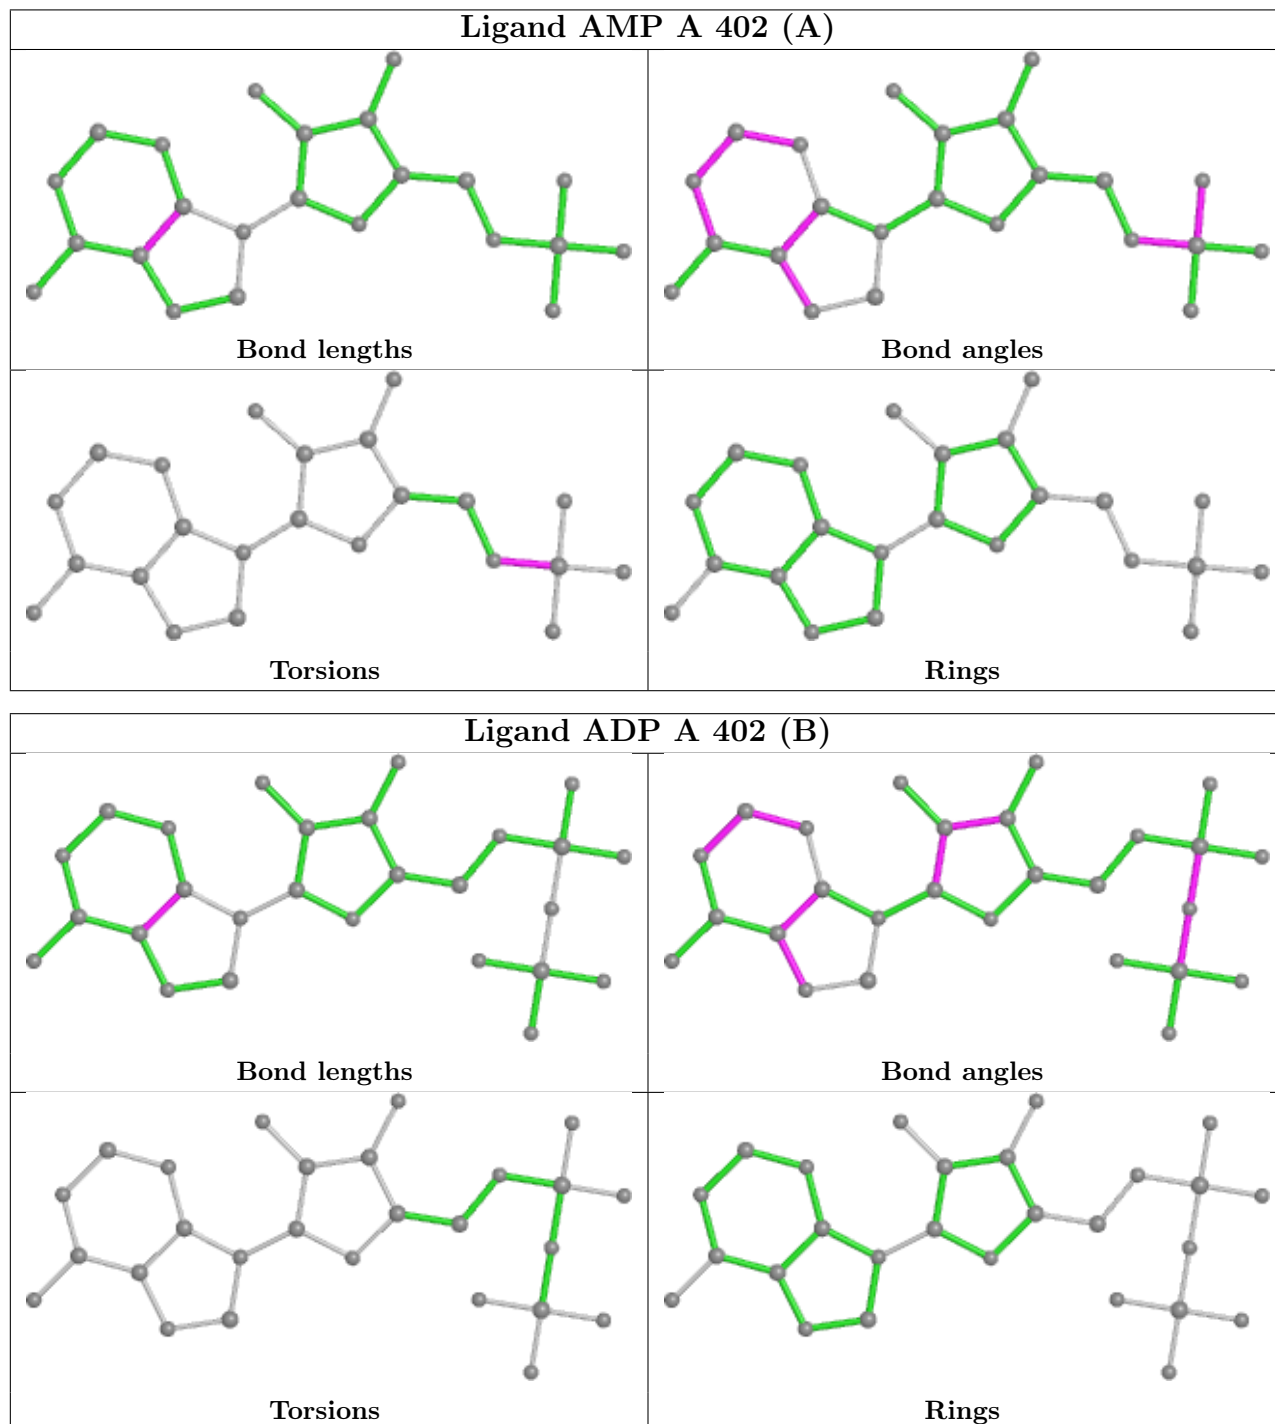 Ligand AMP A 402 (A)
Bond lengths
Bond angles
Torsions
Rings
Ligand ADP A 402 (B)
Bond lengths
Bond angles
Torsions
Rings